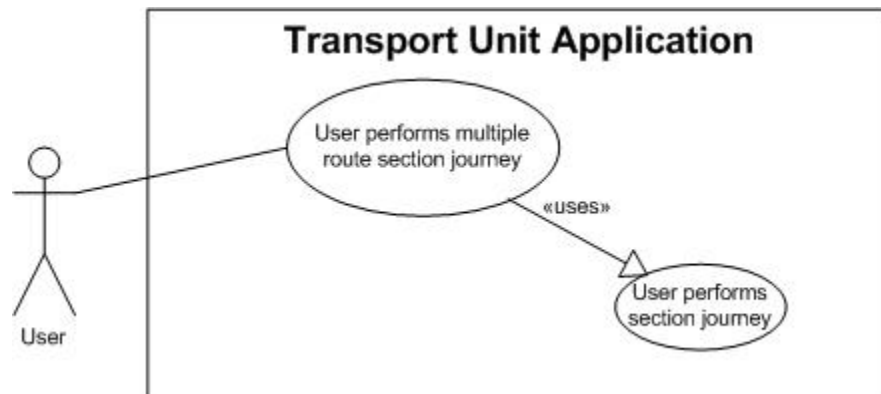 Transport Unit Application
User performs multiple
route section journey
«uses»
User performs
section journey
User